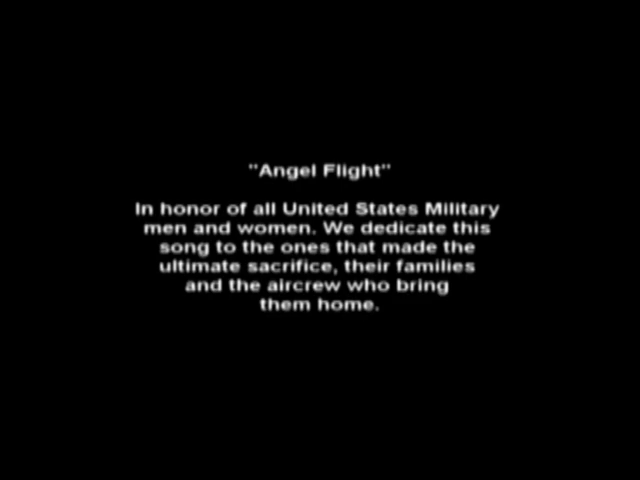 "Angel Flight"
In honor of all United States Military
men and women. We dedicate this
song to the ones that made the
ultimate sacrifice, their families
and the aircrew who bring
them home.